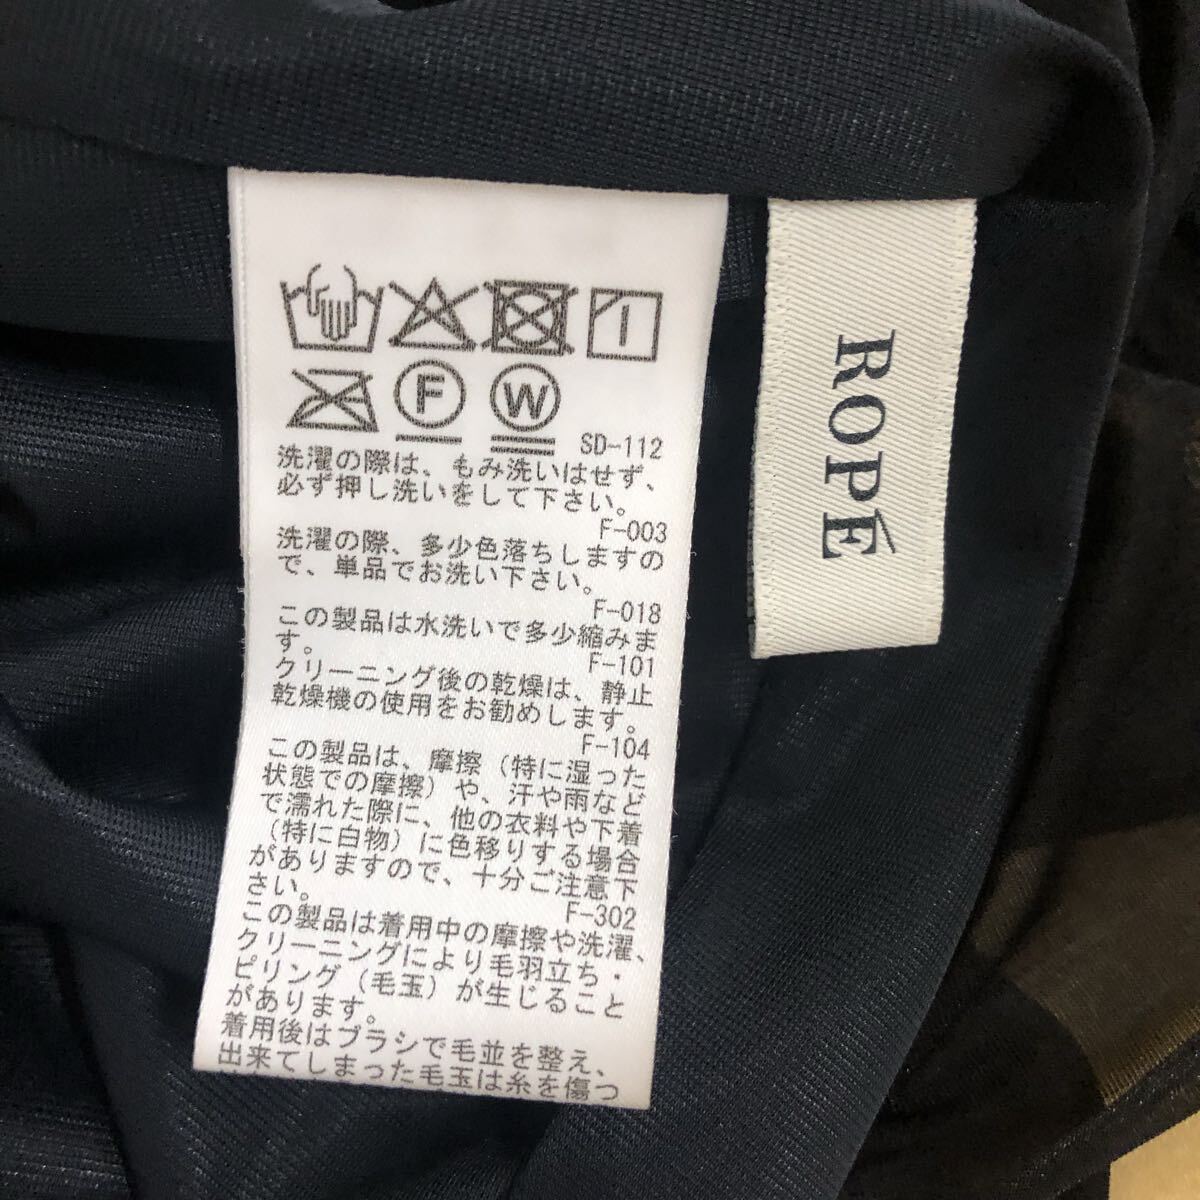 F
W
SD-112
洗濯の際は、もみ洗いはせず、
必ず押し洗いをして下さい。
F-003
洗濯の際、多少色落ちしますの
で、単品でお洗い下さい。
F-018
この製品は水洗いで多少縮みま
す。
F-101
クリーニング後の乾燥は、静止
乾燥機の使用をお勧めします。
F-104
この製品は、摩擦（特に湿った
状態での摩擦）や、汗や雨など
で濡れた際に、他の衣料や下着
（特に白物）に色移りする場合
がありますので、十分ご注意下
さい。
F-302
この製品は着用中の摩擦や洗濯、
クリーニングにより毛羽立ち・
ピリング（毛玉）が生じること
があります。
着用後はブラシで毛並を整え、
出来てしまった毛玉は糸を傷つ
ROPÉ